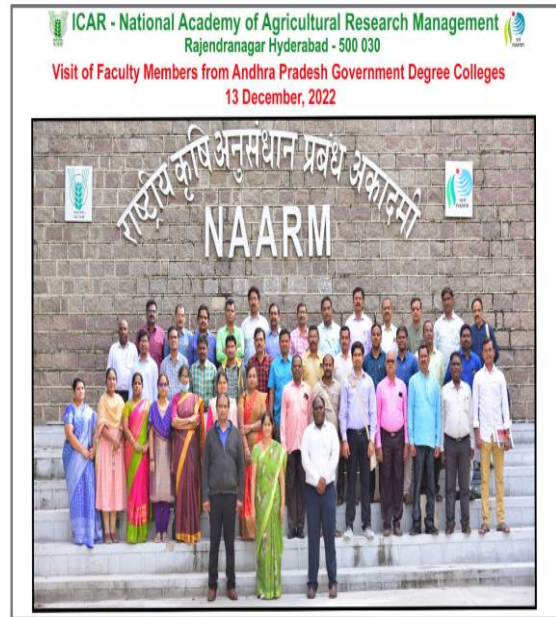 ICAR - National Academy of Agricultural Research Management
Rajendranagar Hyderabad - 500 030
Visit of Faculty Members from Andhra Pradesh Government Degree Colleges
13 December, 2022
राष्ट्रीय कृषि अनुसंधान प्रबंध अकादमी
NAARM